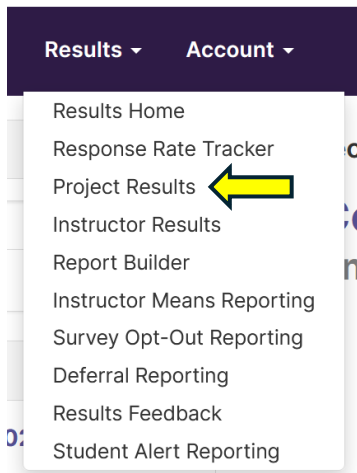 Results Account
Results Home
Response Rate Tracker
Project Results
Instructor Results
Report Builder
Instructor Means Reporting
Survey Opt-Out Reporting
Deferral Reporting
Results Feedback
Student Alert Reporting